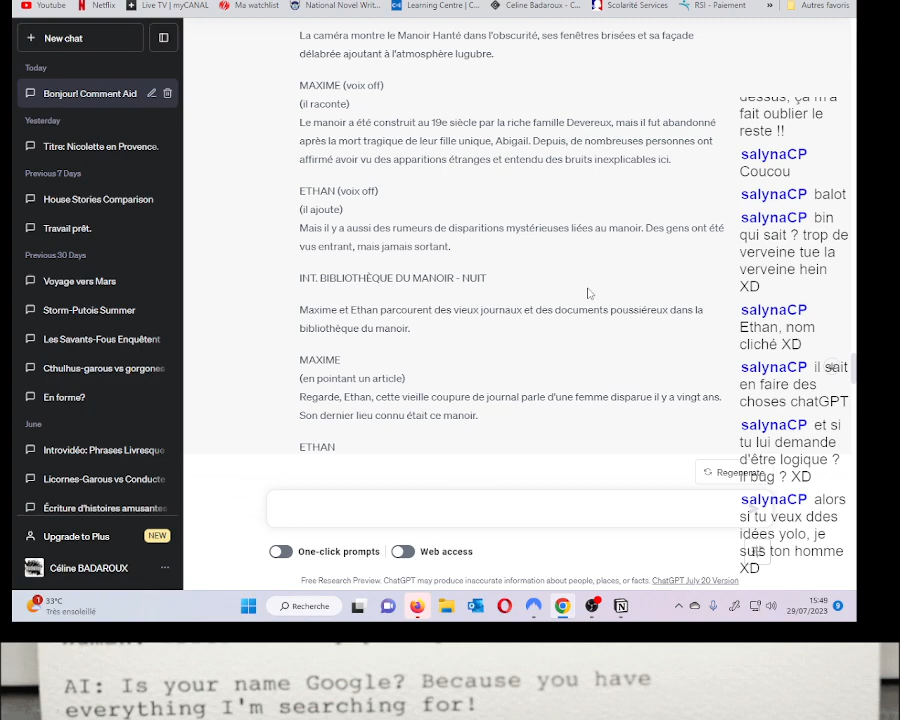 Youtube
Netflix
Live TV | myCANAL
Ma watchlist
National Novel Writ...
Learning Centre | C...
Celine Badaroux - C...
Scolarité Services
RSI - Paiement
»
Autres favoris
+ New chat
Today
Bonjour! Comment Aid
Yesterday
Titre: Nicolette en Provence.
Previous 7 Days
House Stories Comparison
Travail prêt.
Previous 30 Days
Voyage vers Mars
Storm-Putois Summer
Les Savants-Fous Enquêtent
Cthulhus-garous vs gorgone
En forme?
June
Introvidéo: Phrases Livresque
Licornes-Garous vs Conducte
Écriture d'histoires amusantes
Upgrade to Plus
NEW
Céline BADAROUX
...
La caméra montre le Manoir Hanté dans l'obscurité, ses fenêtres brisées et sa façade
délabrée ajoutant à l'atmosphère lugubre.
MAXIME (voix off)
(il raconte)
Le manoir a été construit au 19e siècle par la riche famille Devereux, mais il fut abandonné
après la mort tragique de leur fille unique, Abigail. Depuis, de nombreuses personnes ont
affirmé avoir vu des apparitions étranges et entendu des bruits inexplicables ici.
ETHAN (voix off)
(il ajoute)
Mais il y a aussi des rumeurs de disparitions mystérieuses liées au manoir. Des gens ont été
vus entrant, mais jamais sortant.
INT. BIBLIOTHÈQUE DU MANOIR - NUIT
Maxime et Ethan parcourent des vieux journaux et des documents poussiéreux dans la
bibliothèque du manoir.
MAXIME
(en pointant un article)
Regarde, Ethan, cette vieille coupure de journal parle d'une femme disparue il y a vingt ans.
Son dernier lieu connu était ce manoir.
ETHAN
Regenerate
One-click prompts
Web access
Free Research Preview. ChatGPT may produce inaccurate information about people, places, or facts. ChatGPT July 20 Version
dessus, ça m'a
fait oublier le
reste !!
salynaCP
Coucou
salynaCP balot
salynaCP bin
qui sait ? trop de
verveine tue la
verveine hein
XD
salynaCP
Ethan, nom
cliché XD
salynaCP il sait
en faire des
choses chatGPT
salynaCP et si
tu lui demande
d'être logique ?
il bug ? XD
salynaCP alors
si tu veux ddes
idées yolo, je
suis ton homme
XD
1
33°C
Très ensoleillé
Recherche
15:49
29/07/2023
9
AI: Is your name Google? Because you have
everything I'm searching for!